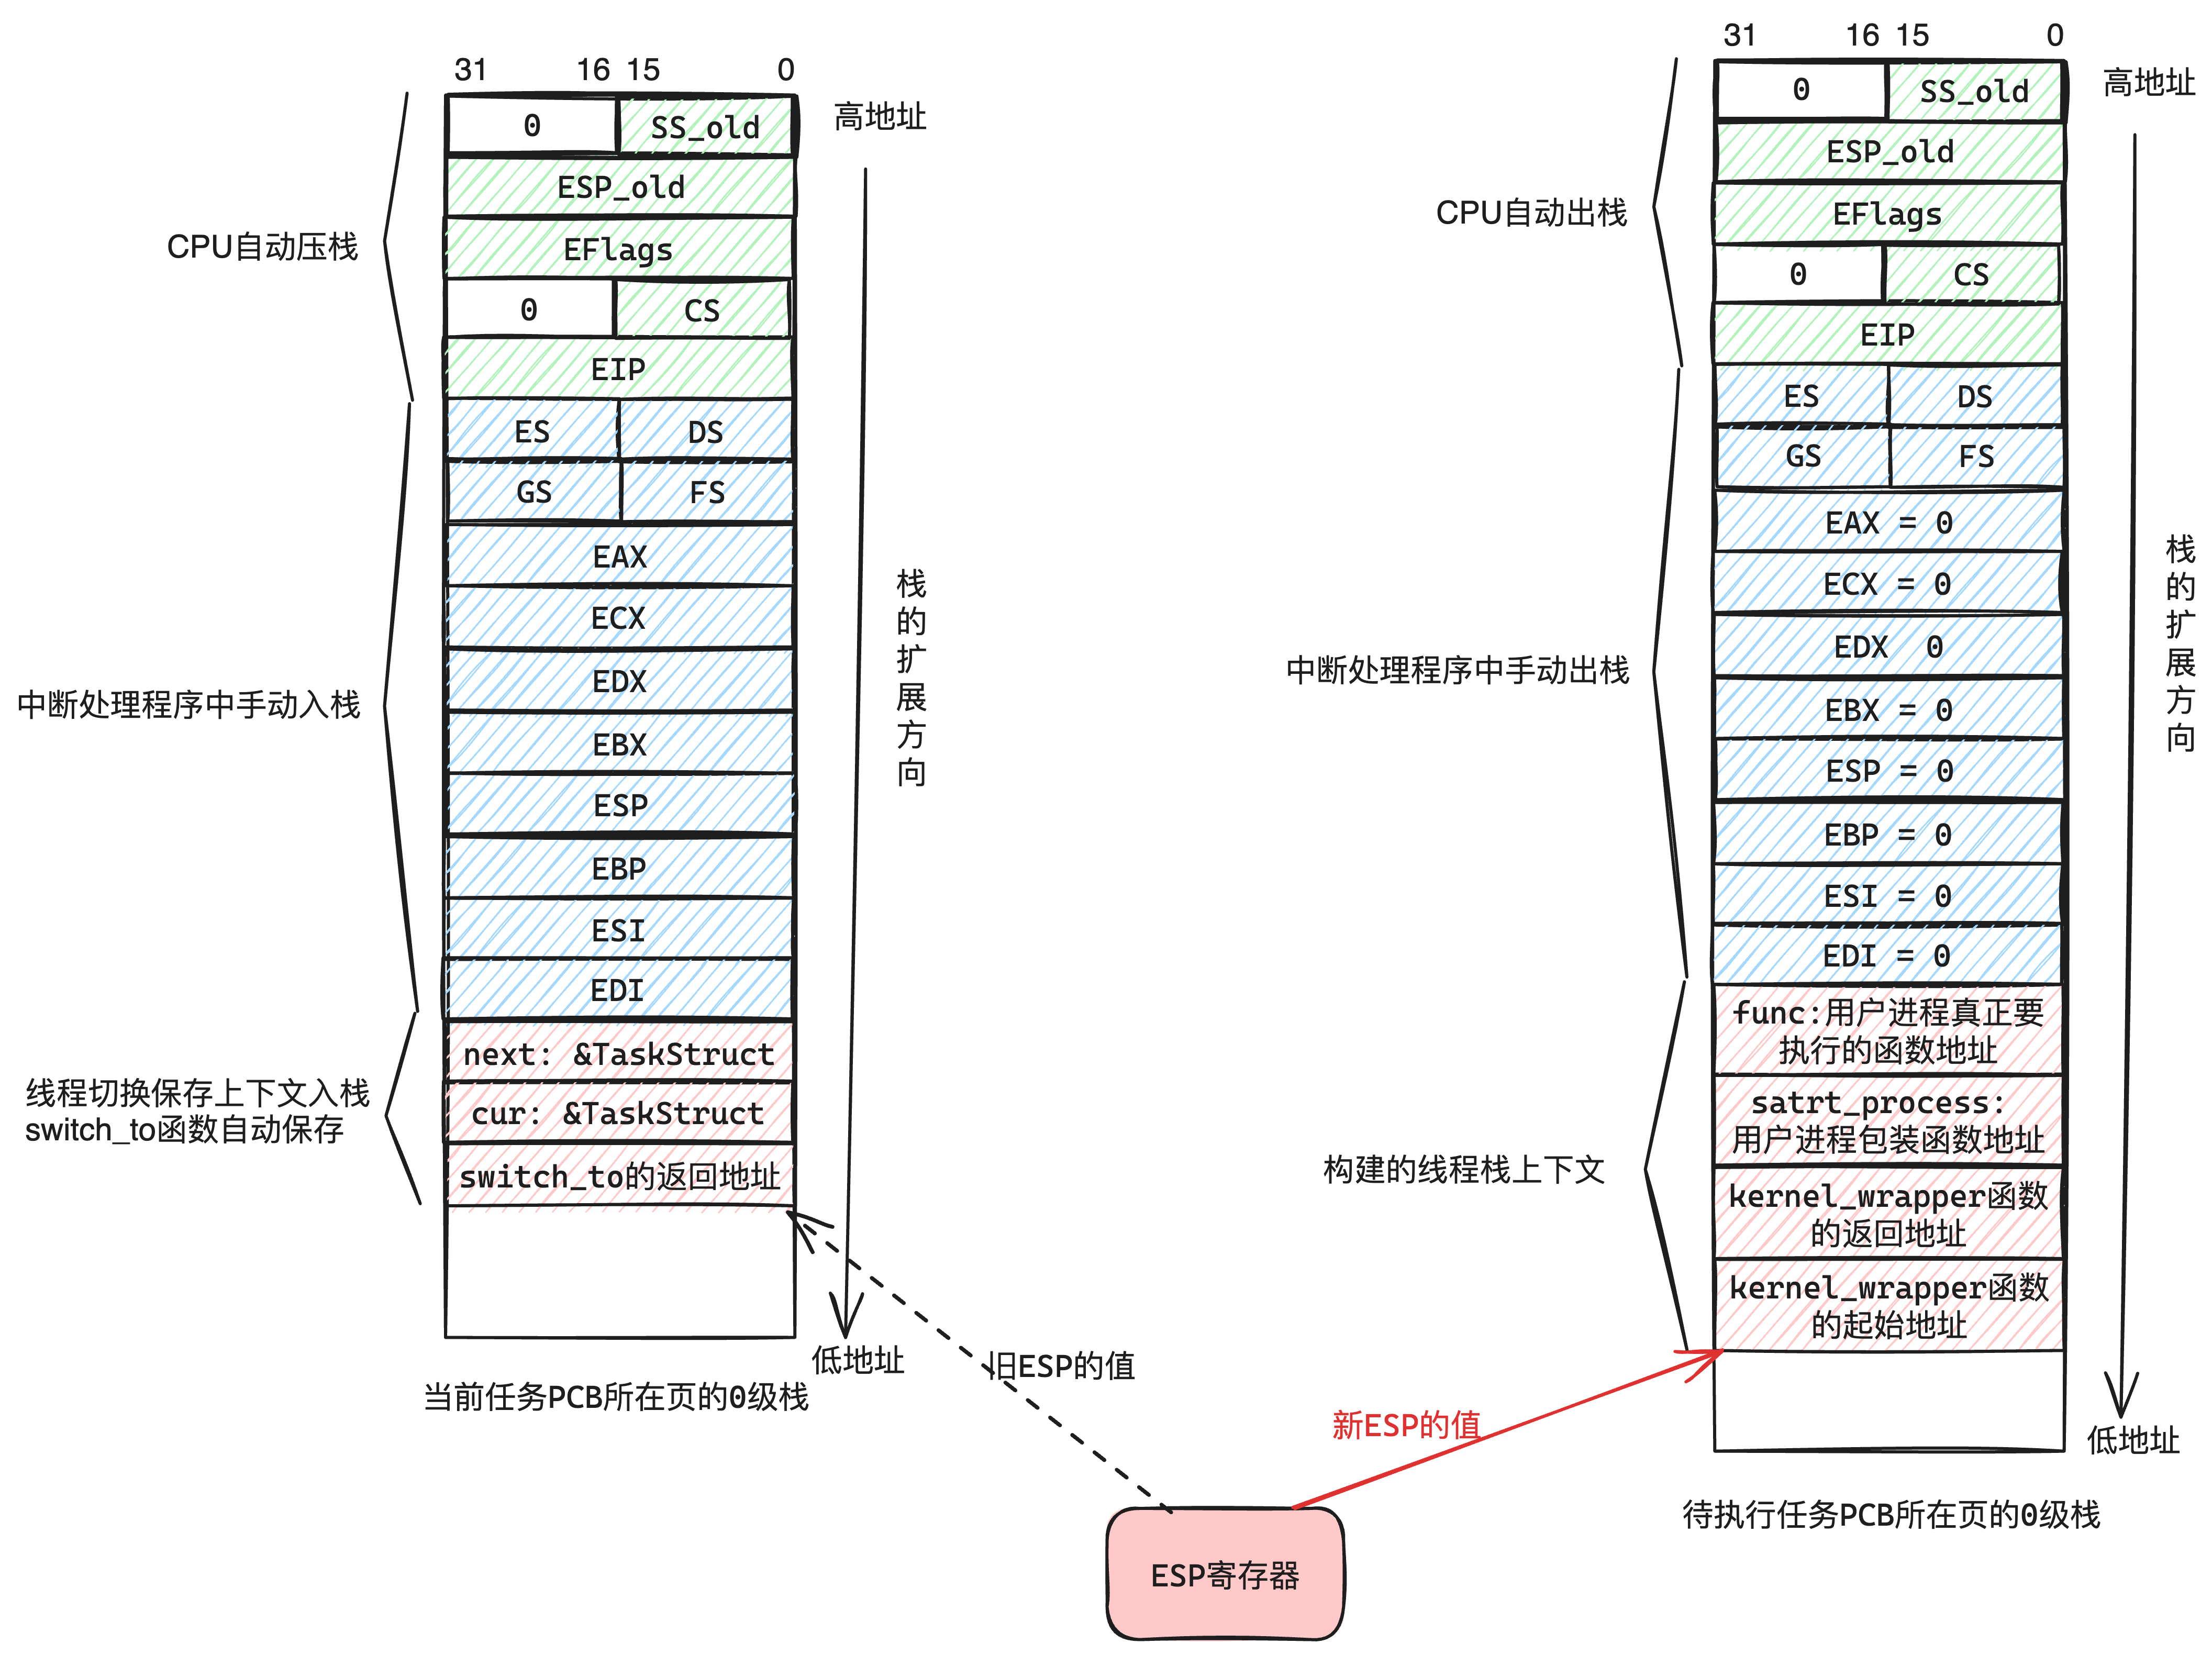 31 16 15 0
0 SS_old
ESP_old
EFlags
0 CS
EIP
ES DS
GS FS
EAX
ECX
EDX
EBX
ESP
EBP
ESI
EDI
next: &TaskStruct
cur: &TaskStruct
switch_to的返回地址
CPU自动压栈
中断处理程序中手动入栈
线程切换保存上下文入栈
switch_to函数自动保存
高地址
栈的扩展方向
低地址
当前任务PCB所在页的0级栈
旧ESP的值
新ESP的值
ESP寄存器
31 16 15 0
0 SS_old
ESP_old
EFlags
0 CS
EIP
ES DS
GS FS
EAX = 0
ECX = 0
EDX 0
EBX = 0
ESP = 0
EBP = 0
ESI = 0
EDI = 0
func:用户进程真正要
执行的函数地址
satrt_process:
用户进程包装函数地址
kernel_wrapper函数
的返回地址
kernel_wrapper函数
的起始地址
CPU自动出栈
中断处理程序中手动出栈
构建的线程栈上下文
高地址
栈的扩展方向
低地址
待执行任务PCB所在页的0级栈